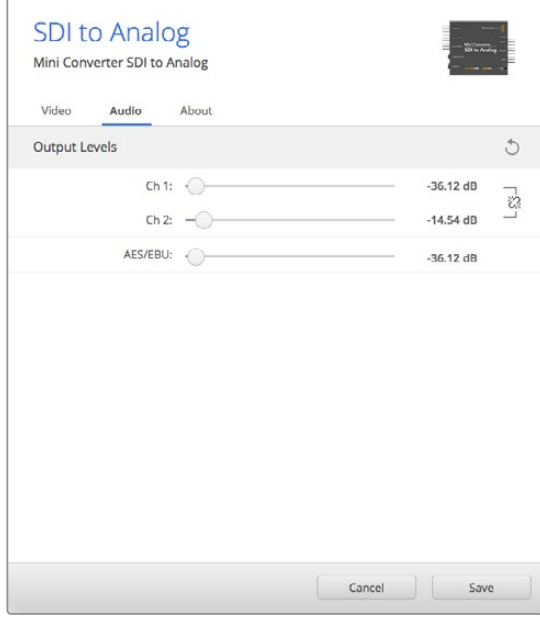 SDI to Analog
Mini Converter SDI to Analog
Video Audio About
Output Levels
Ch 1: -36.12 dB
Ch 2: -14.54 dB
AES/EBU: -36.12 dB
Cancel Save